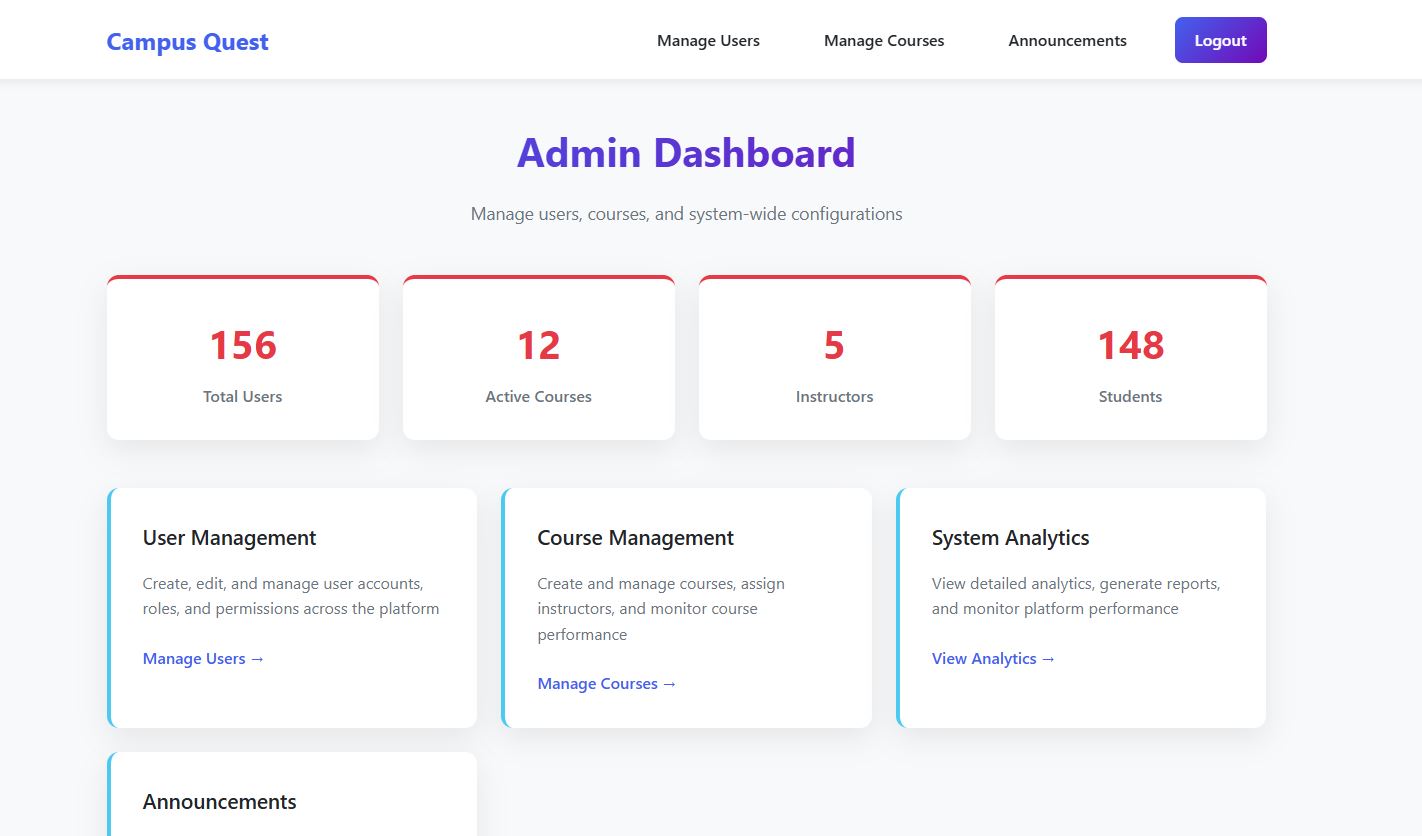 Campus Quest
Manage Users
Manage Courses
Announcements
Logout
Admin Dashboard
Manage users, courses, and system-wide configurations
156
Total Users
12
Active Courses
5
Instructors
148
Students
User Management
Create, edit, and manage user accounts,
roles, and permissions across the platform
Manage Users →
Course Management
Create and manage courses, assign
instructors, and monitor course
performance
Manage Courses →
System Analytics
View detailed analytics, generate reports,
and monitor platform performance
View Analytics →
Announcements